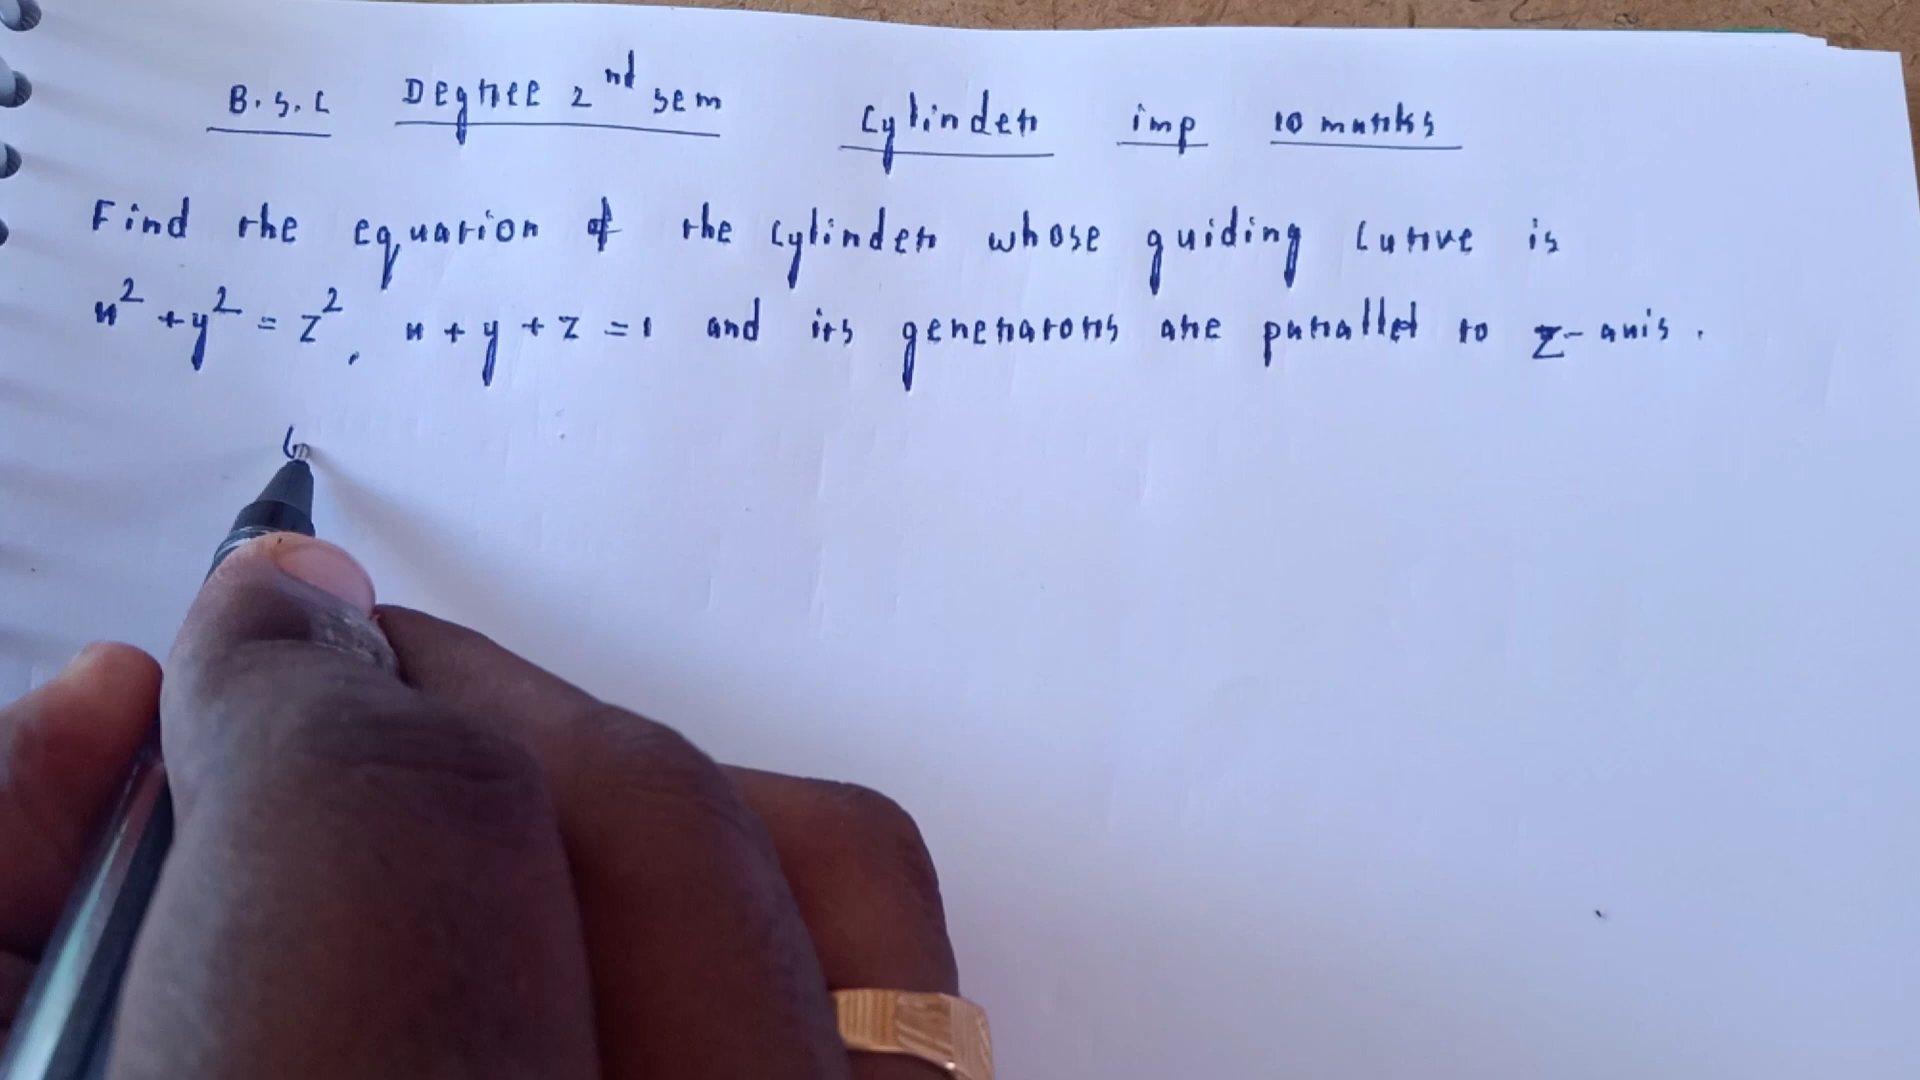 B.s.c Degree 2nd sem Cylinder imp 10 marks
Find the equation of the cylinder whose guiding curve is
x² + y² = z², x + y + z = 1 and its generators are parallel to z-axis.